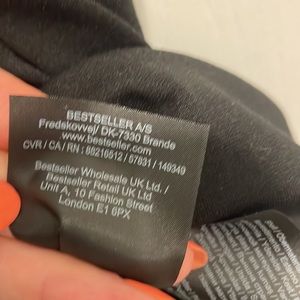 BESTSELLER A/S
Fredskovvej/ DK-7330 Brande
www.bestseller.com
CVR / CA / RN : 88216512 / 57831 / 149349
Bestseller Wholesale UK Ltd. /
Bestseller Retail UK Ltd
Unit A, 10 Fashion Street
London E1 6PX